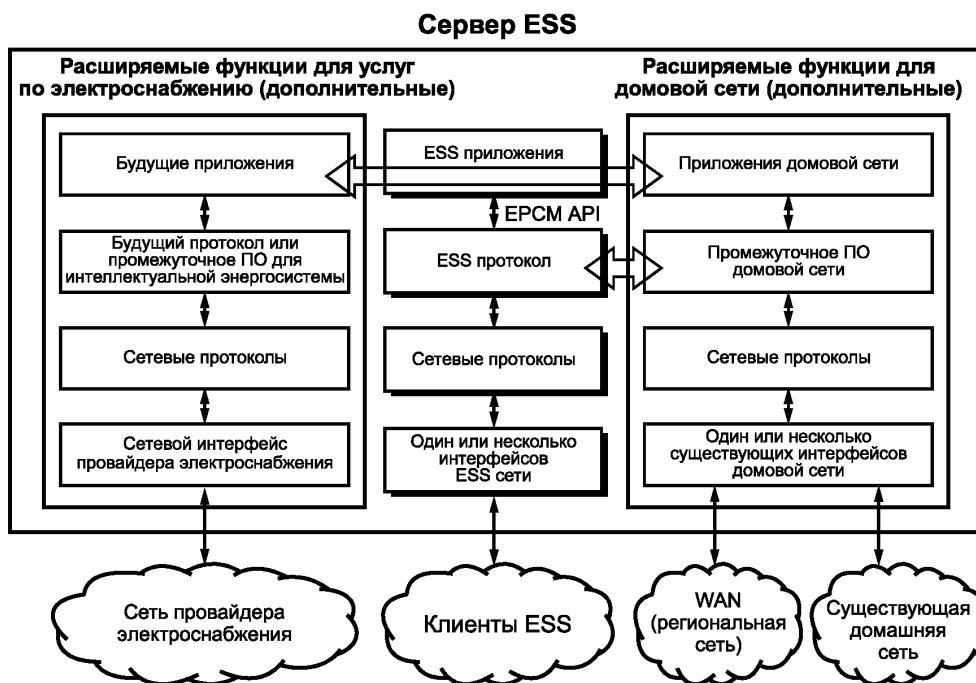 Сервер ESS
Расширяемые функции для услуг
по электроснабжению (дополнительные)
Будущие приложения
Будущий протокол или
промежуточное ПО для
интеллектуальной энергосистемы
Сетевые протоколы
Сетевой интерфейс
провайдера электроснабжения
ESS приложения
EPCM API
ESS протокол
Сетевые протоколы
Один или несколько
интерфейсов
ESS сети
Расширяемые функции для
домовой сети (дополнительные)
Приложения домовой сети
Промежуточное ПО
домовой сети
Сетевые протоколы
Один или несколько
существующих интерфейсов
домовой сети
Сеть провайдера
электроснабжения
Клиенты ESS
WAN
(региональная
сеть)
Существующая
домашняя
сеть